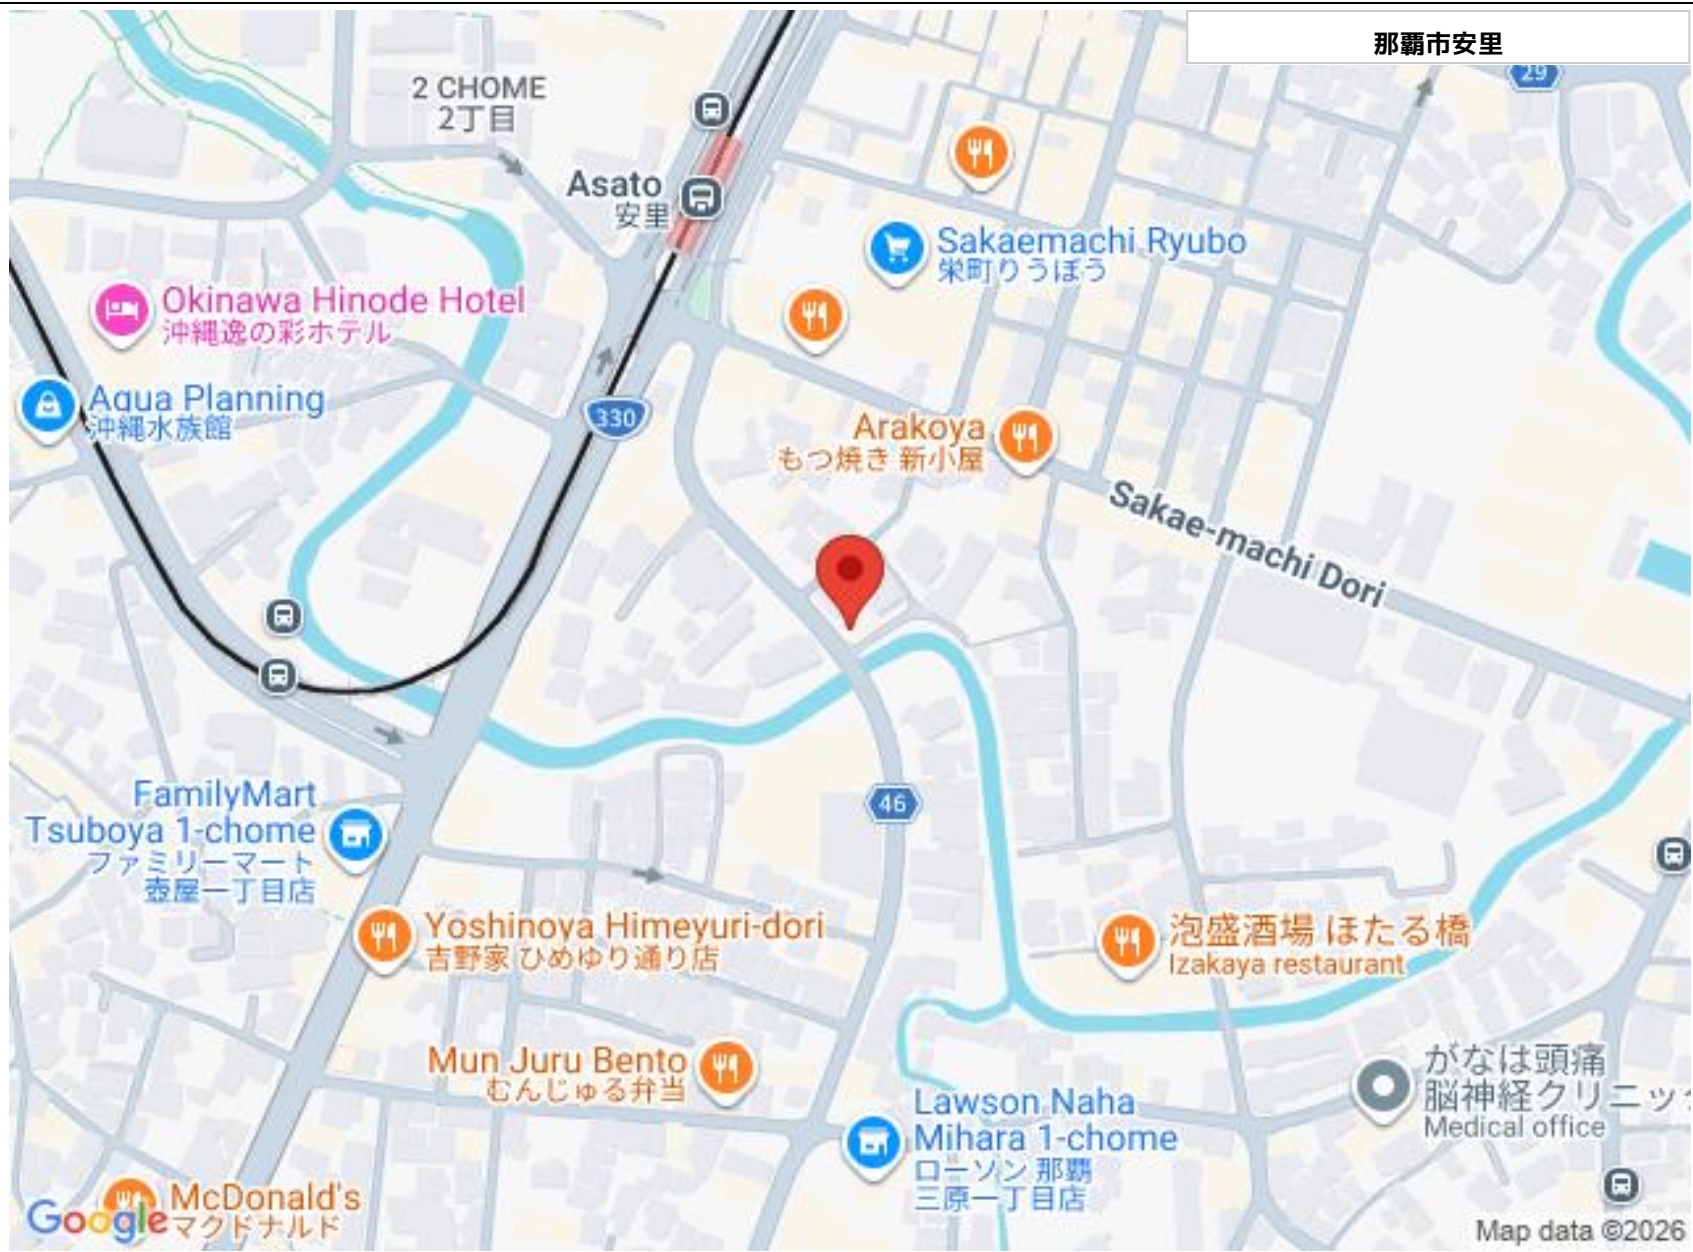 那覇市安里
29
2 CHOME
2丁目
Asato
安里
Sakaemachi Ryubo
栄町りうぼう
Okinawa Hinode Hotel
沖縄逸の彩ホテル
Aqua Planning
沖縄水族館
330
Arakoya
もつ焼き 新小屋
Sakae-machi Dori
46
FamilyMart
Tsuboya 1-chome
ファミリーマート
壺屋一丁目店
Yoshinoya Himeyuri-dori
吉野家 ひめゆり通り店
泡盛酒場 ほたる橋
Izakaya restaurant
Mun Juru Bento
むんじゅる弁当
がなは頭痛
脳神経クリニック
Medical office
Lawson Naha
Mihara 1-chome
ローソン 那覇
三原一丁目店
McDonald's
マクドナルド
Google
Map data ©2026